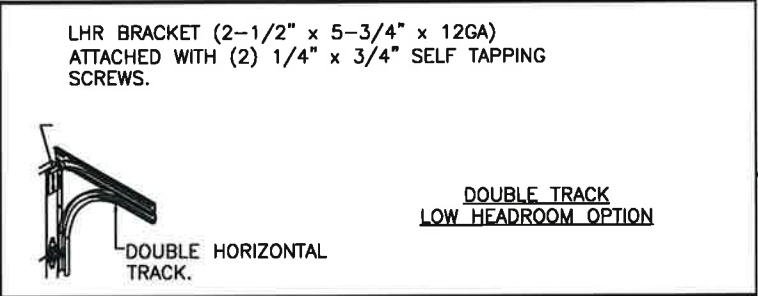 LHR BRACKET (2-1/2" x 5-3/4" x 12GA)
ATTACHED WITH (2) 1/4" x 3/4" SELF TAPPING
SCREWS.
DOUBLE TRACK
LOW HEADROOM OPTION
DOUBLE HORIZONTAL
TRACK.